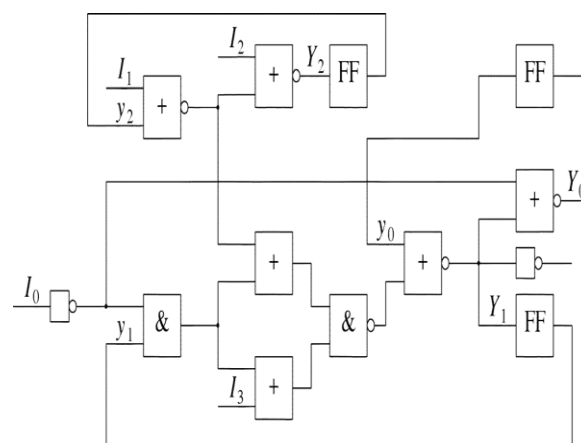 I2 Y2 FF FF
I1 + +
y2
Y0
+
y0
+ +
I0 y1 & & Y1 FF
I3 +